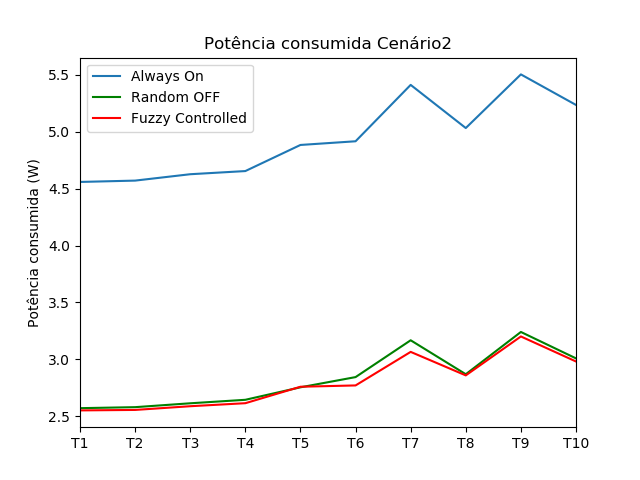 Potência consumida Cenário2
Always On
Random OFF
Fuzzy Controlled
Potência consumida (W)
5.5
5.0
4.5
4.0
3.5
3.0
2.5
T1 T2 T3 T4 T5 T6 T7 T8 T9 T10